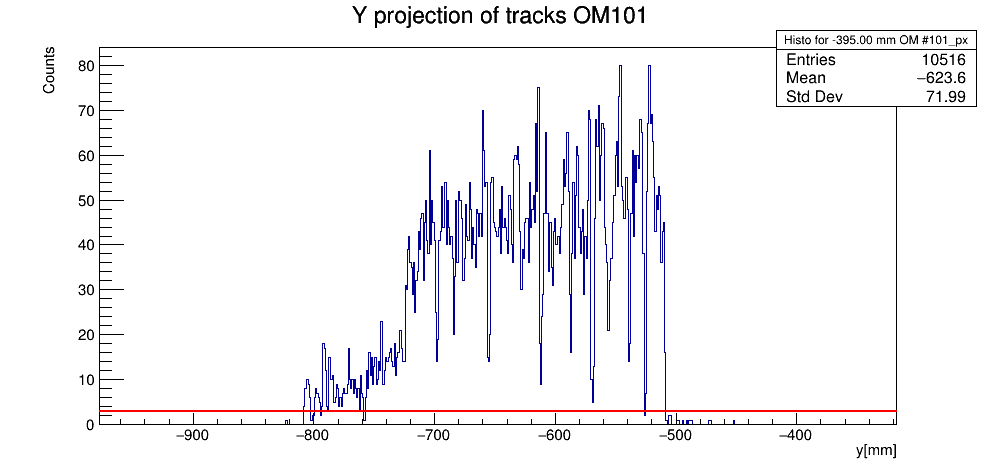 Y projection of tracks OM101
Histo for -395.00 mm OM #101_px
Entries 10516
Mean −623.6
Std Dev 71.99
Counts
80
70
60
50
40
30
20
10
0
−900 −800 −700 −600 −500 −400
y[mm]